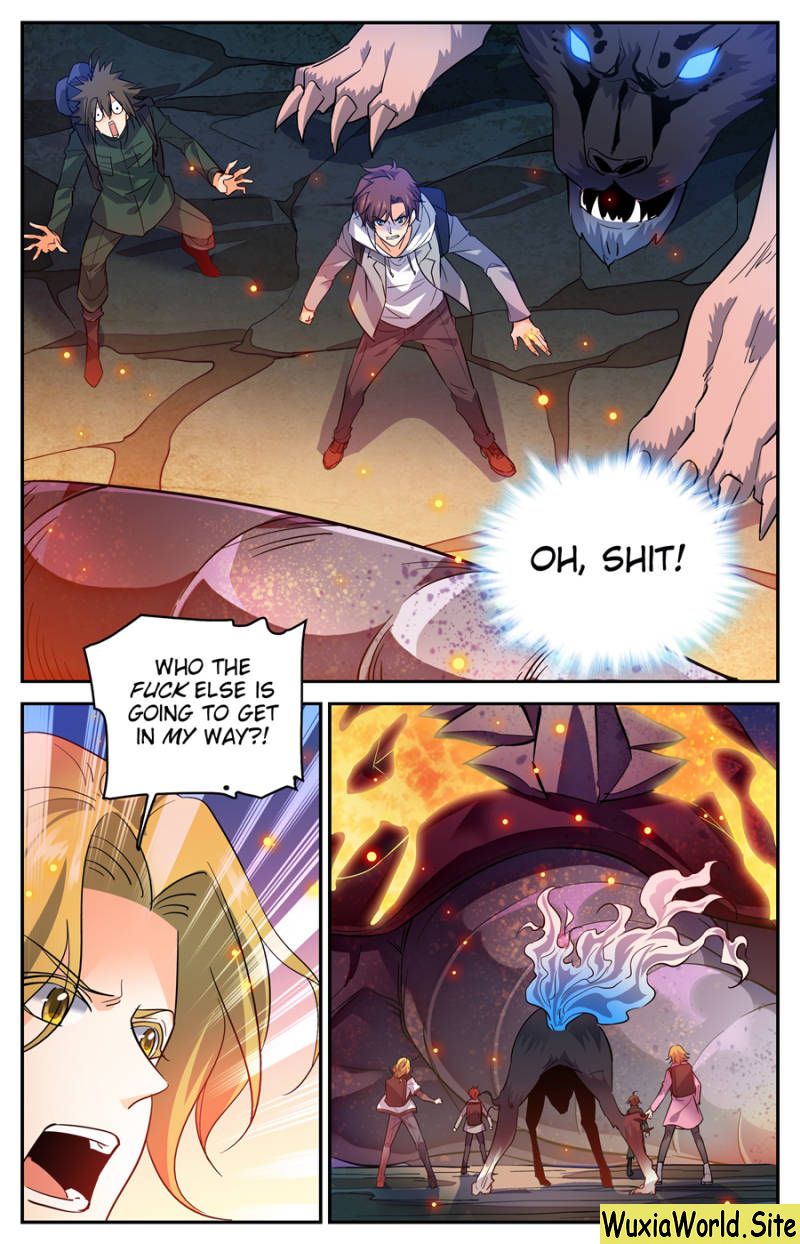 OH, SHIT!
WHO THE
FUCK ELSE IS
GOING TO GET
IN MY WAY?!
WuxiaWorld.Site